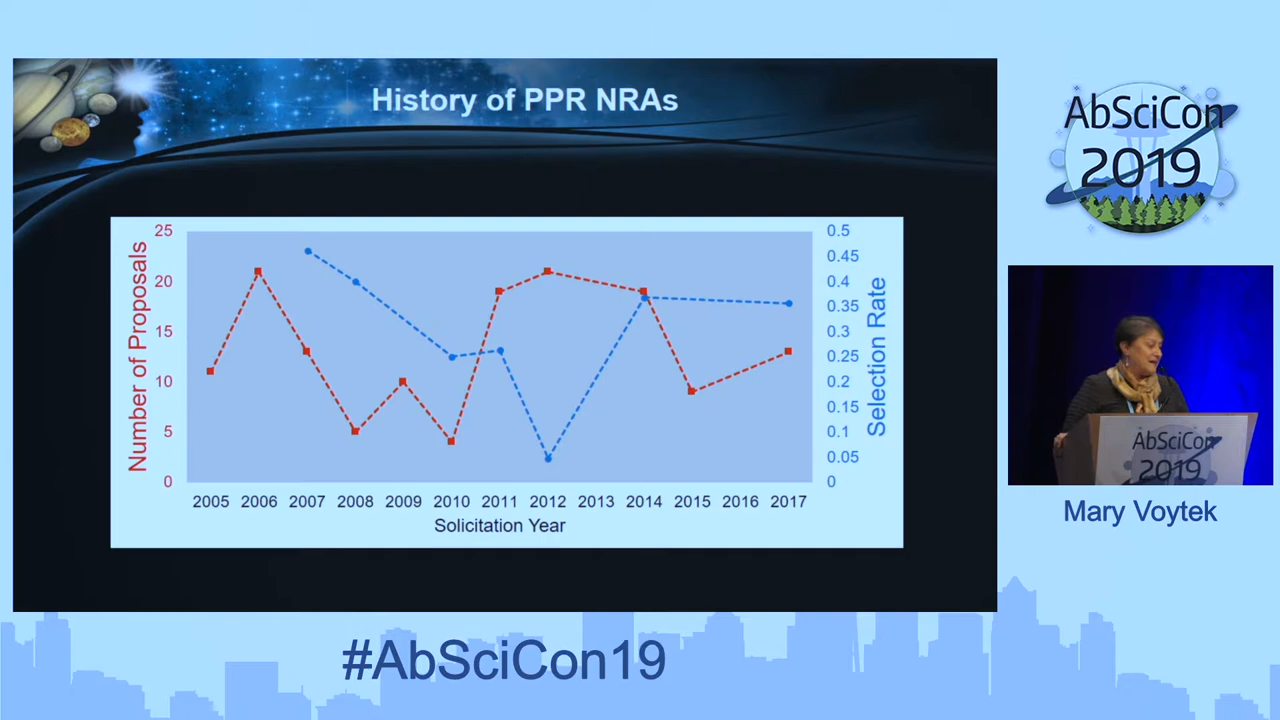 History of PPR NRAs
Number of Proposals
25
20
15
10
5
0
0.5
0.45
0.4
0.35
0.3
0.25
0.2
0.15
0.1
0.05
0
Selection Rate
2005 2006 2007 2008 2009 2010 2011 2012 2013 2014 2015 2016 2017
Solicitation Year
AbSciCon
2019
AbSciCon
2019
Mary Voytek
#AbSciCon19